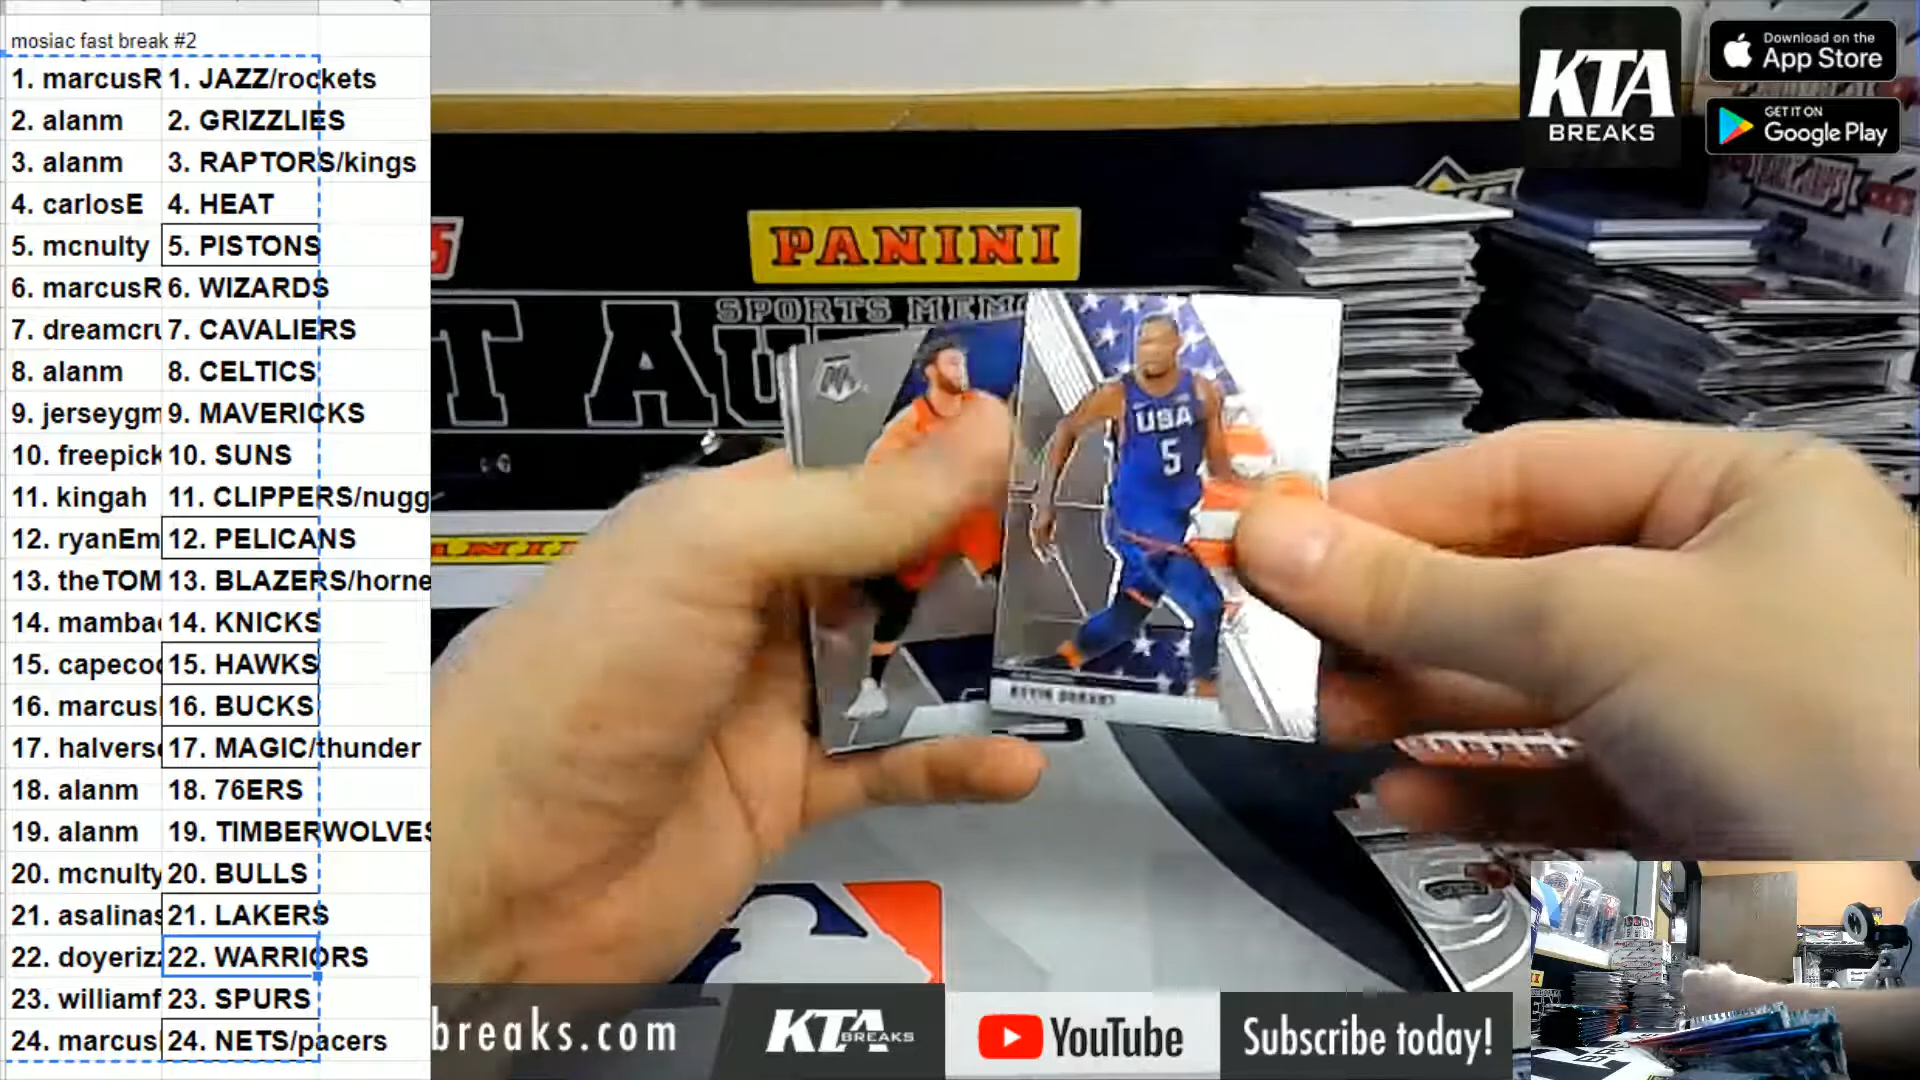 mosiac fast break #2
1. marcusR 1. JAZZ/rockets
2. alanm 2. GRIZZLIES
3. alanm 3. RAPTORS/kings
4. carlosE 4. HEAT
5. mcnulty 5. PISTONS
6. marcusR 6. WIZARDS
7. dreamcru 7. CAVALIERS
8. alanm 8. CELTICS
9. jerseygm 9. MAVERICKS
10. freepick 10. SUNS
11. kingah 11. CLIPPERS/nugg
12. ryanEm 12. PELICANS
13. theTOM 13. BLAZERS/horne
14. mamba 14. KNICKS
15. capeco 15. HAWKS
16. marcus 16. BUCKS
17. halvers 17. MAGIC/thunder
18. alanm 18. 76ERS
19. alanm 19. TIMBERWOLVES
20. mcnulty 20. BULLS
21. asalinas 21. LAKERS
22. doyeriz 22. WARRIORS
23. williamf 23. SPURS
24. marcus 24. NETS/pacers
KTA
BREAKS
Download on the
App Store
GET IT ON
Google Play
PANINI
SPORTS MEM
T AU
USA
5
KEVIN DURANT
breaks.com
KTA BREAKS
YouTube
Subscribe today!